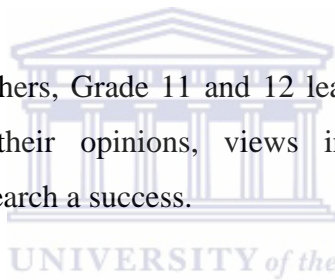 hers, Grade 11 and 12 lea
their opinions, views i
earch a success.
UNIVERSITY of the